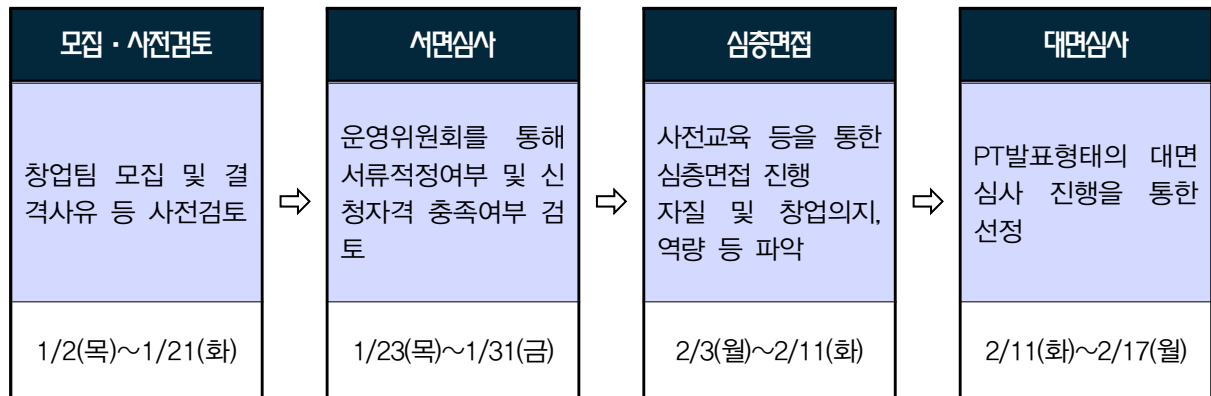 모집·사전검토
창업팀 모집 및 결
격사유 등 사전검토
1/2(목)~1/21(화)
⇨
서면심사
운영위원회를 통해
서류적정여부 및 신
청자격 충족여부 검
토
1/23(목)~1/31(금)
⇨
심층면접
사전교육 등을 통한
심층면접 진행
자질 및 창업의지,
역량 등 파악
2/3(월)~2/11(화)
⇨
대면심사
PT발표형태의 대면
심사 진행을 통한
선정
2/11(화)~2/17(월)